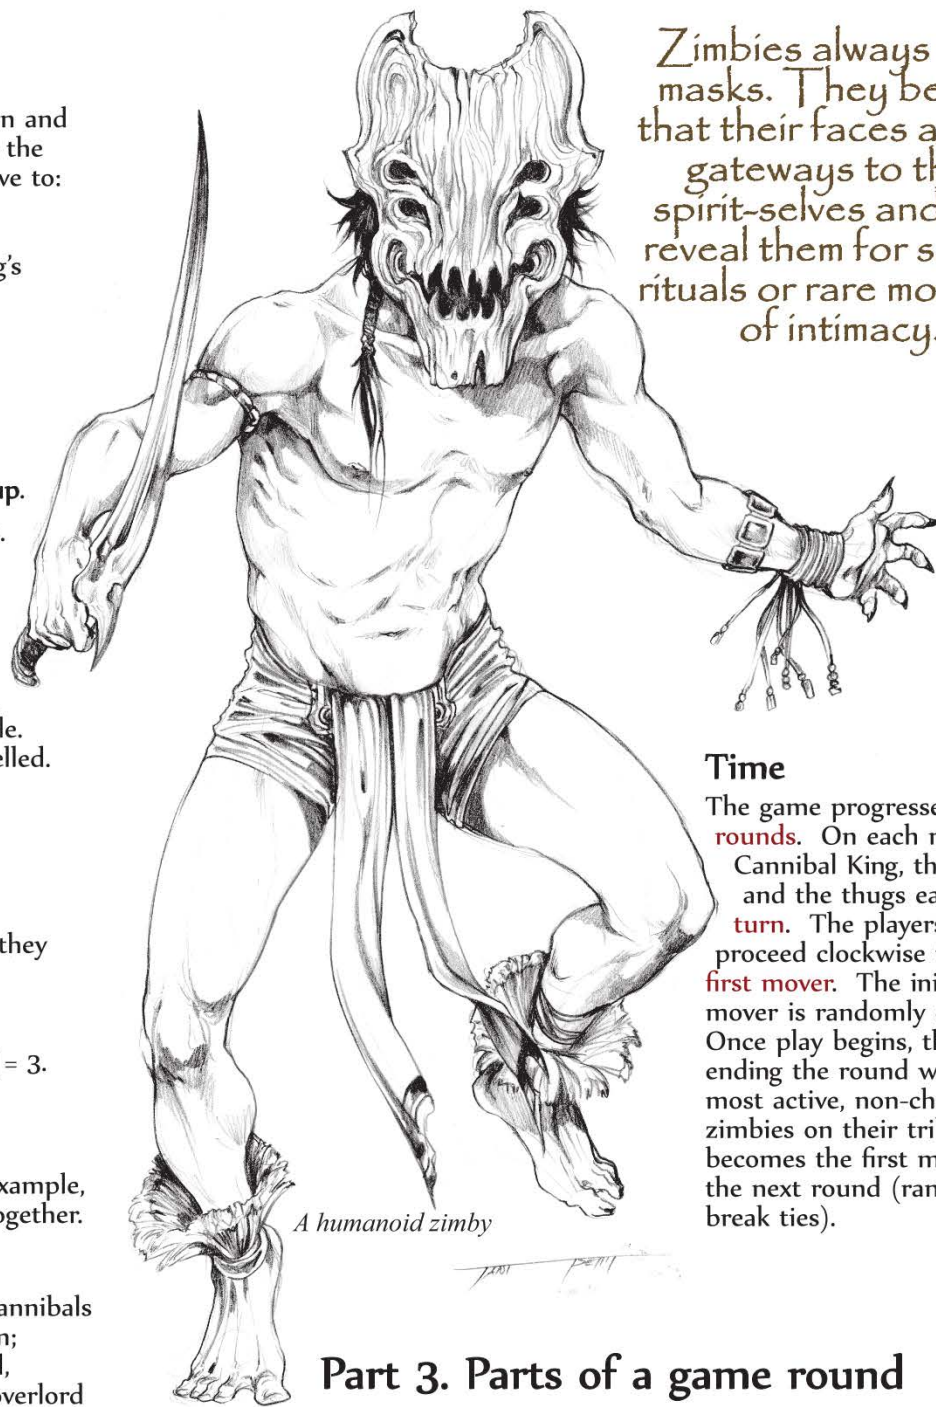 n and
the
ve to:
g's
up.
.
le.
elled.
they
= 3.
xample,
ogether.
annibals
n;
l,
overlord
Zimbies always
masks. They be
that their faces a
gateways to th
spirit-selves and
reveal them for s
rituals or rare mo
of intimacy.
Time
The game progresse
rounds. On each r
Cannibal King, th
and the thugs ea
turn. The players
proceed clockwise
first mover. The ini
mover is randomly
Once play begins, th
ending the round w
most active, non-ch
zimbies on their tri
becomes the first m
the next round (ran
break ties).
A humanoid zimby
Part 3. Parts of a game round